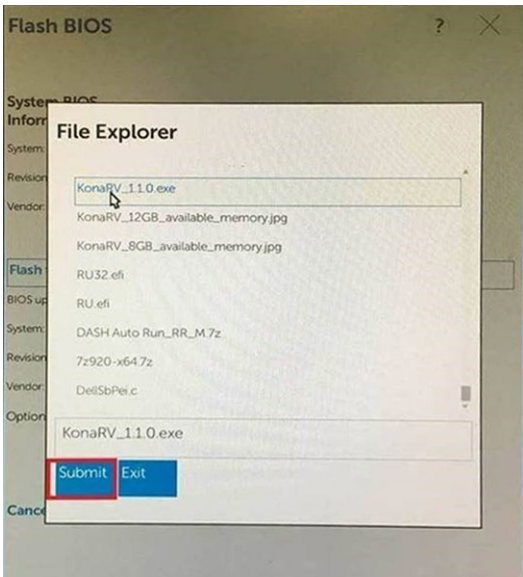 Flash BIOS
?
System BIOS
Infor
System:
Revision
Vendor:
File Explorer
KonaRV_1.1.0.exe
KonaRV_12GB_available_memory.jpg
KonaRV_8GB_available_memory.jpg
RU32.efi
RU.efi
DASH Auto Run_RR_M.7z
7z920-x64.7z
DellSbPei.c
Flash
BIOS up
System:
Revision
Vendor:
Option
KonaRV_1.1.0.exe
Submit Exit
Cance